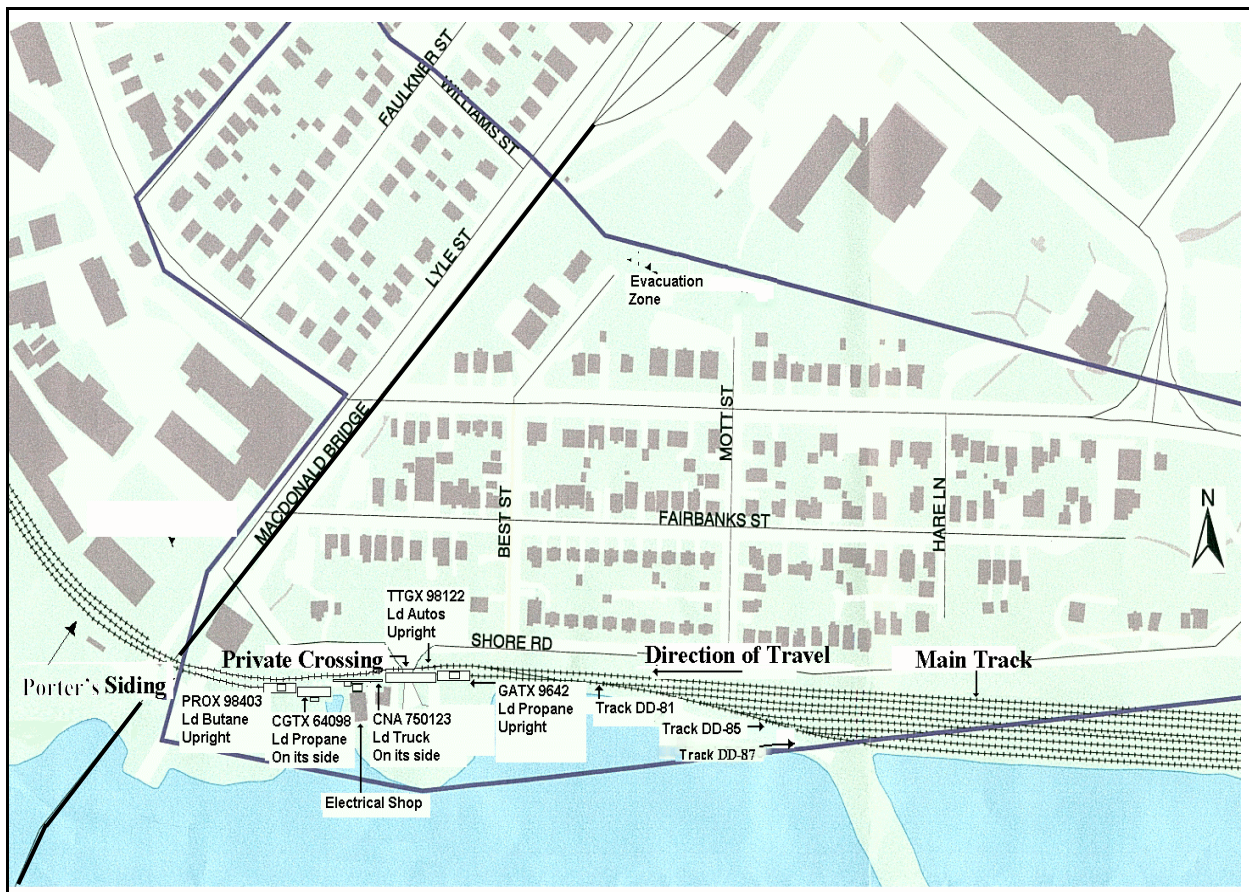 FAULKNER ST
WILLIAMS ST
LYLE ST
Evacuation
Zone
MACDONALD BRIDGE
MOTT ST
BEST ST
FAIRBANKS ST
HARE LN
N
TTGX 98122
Ld Autos
Upright
SHORE RD
Private Crossing
Direction of Travel
Main Track
Porter's Siding
PROX 98403
Ld Butane
Upright
CGTX 64098
Ld Propane
On its side
CNA 750123
Ld Truck
On its side
GATX 9642
Ld Propane
Upright
Track DD-81
Track DD-85
Track DD-87
Electrical Shop